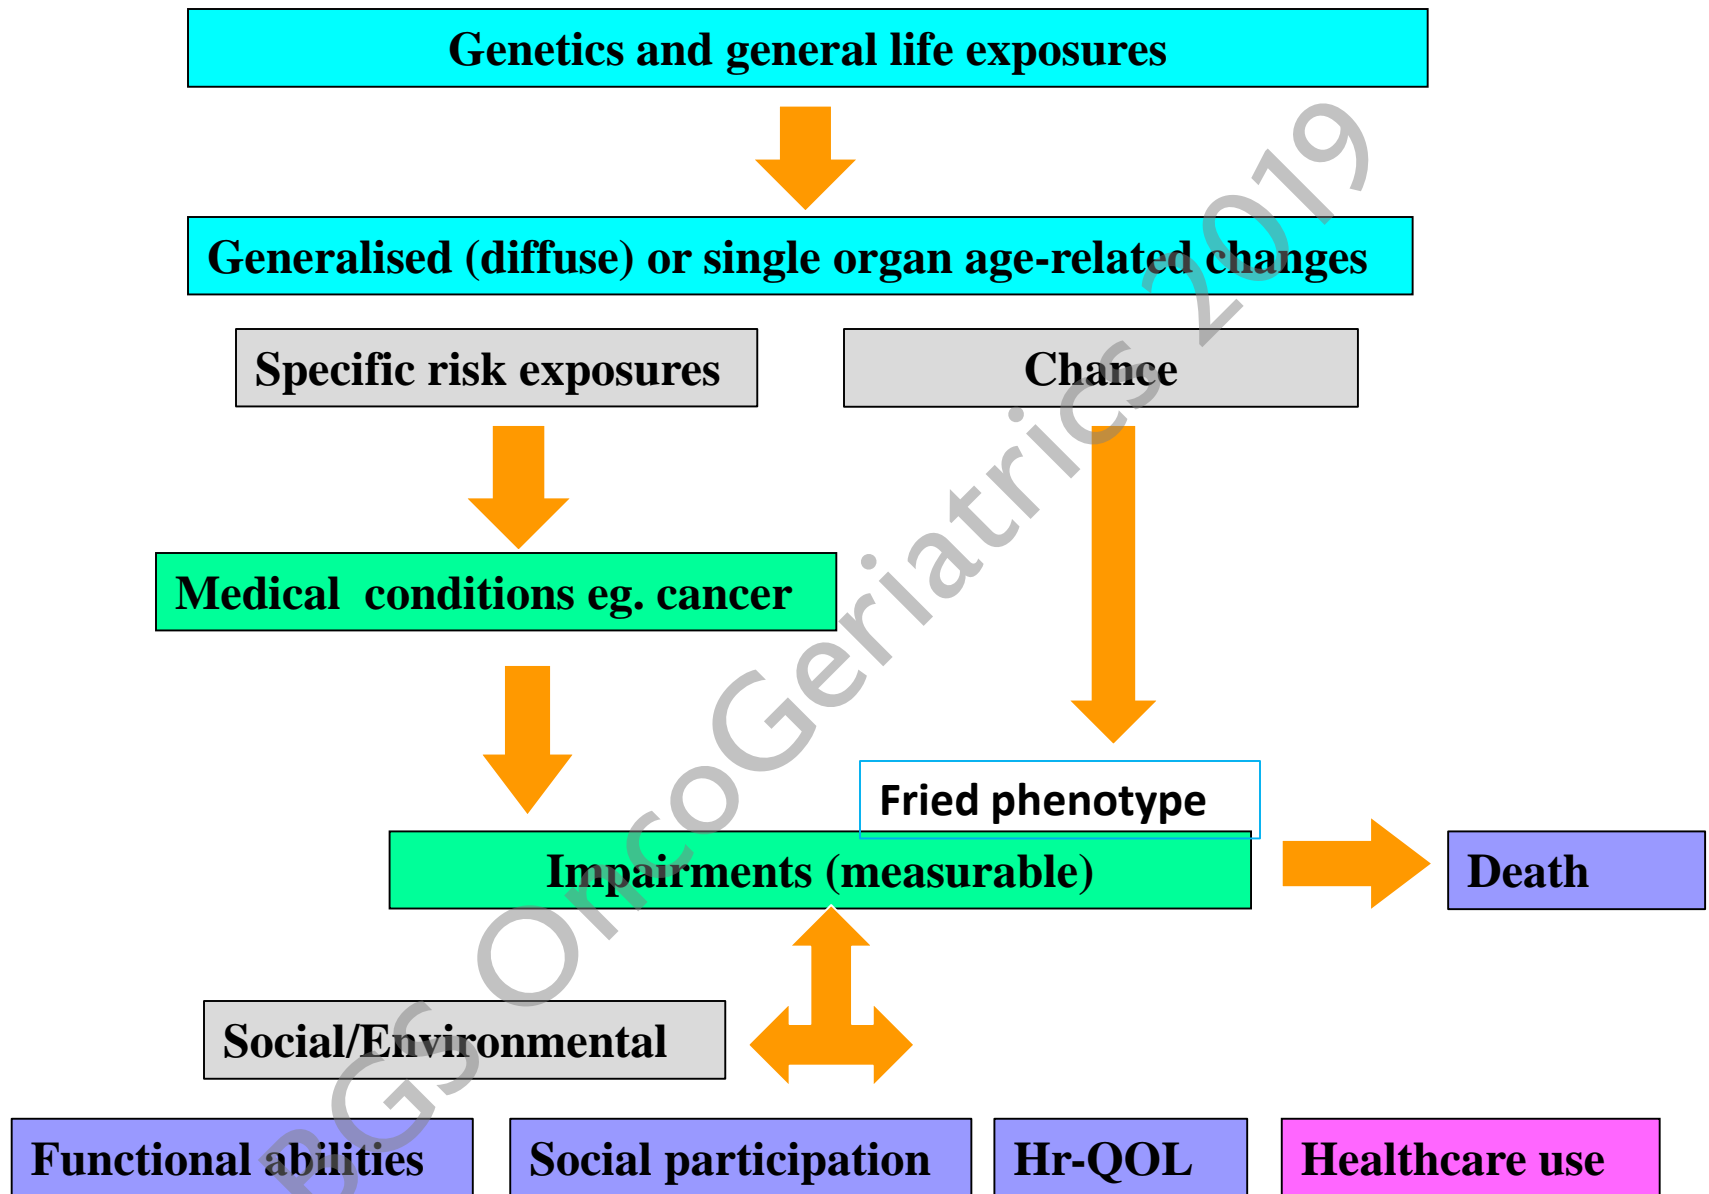 Genetics and general life exposures
Generalised (diffuse) or single organ age-related changes
Specific risk exposures
Chance
Medical  conditions eg. cancer
Fried phenotype
Impairments (measurable)
Death
Social/Environmental
Functional abilities
Social participation
Hr-QOL
Healthcare use
BGS OncoGeriatrics 2019